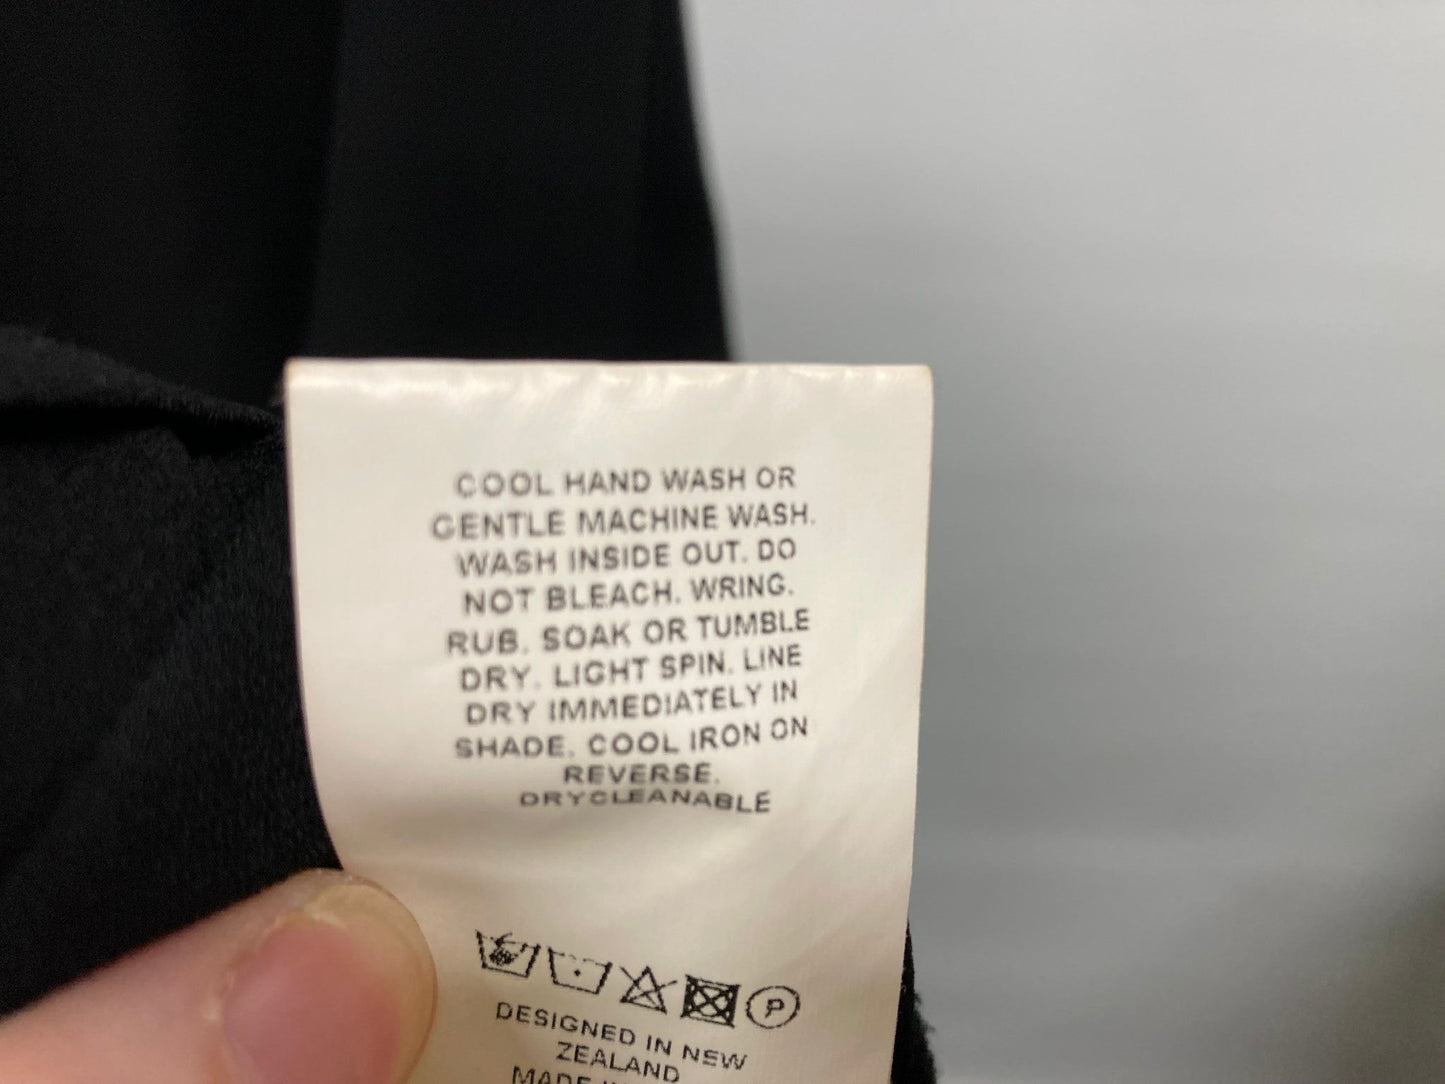 COOL HAND WASH OR
GENTLE MACHINE WASH.
WASH INSIDE OUT. DO
NOT BLEACH. WRING.
RUB. SOAK OR TUMBLE
DRY. LIGHT SPIN. LINE
DRY IMMEDIATELY IN
SHADE. COOL IRON ON
REVERSE.
DRYCLEANABLE
P
DESIGNED IN NEW
ZEALAND
MADE